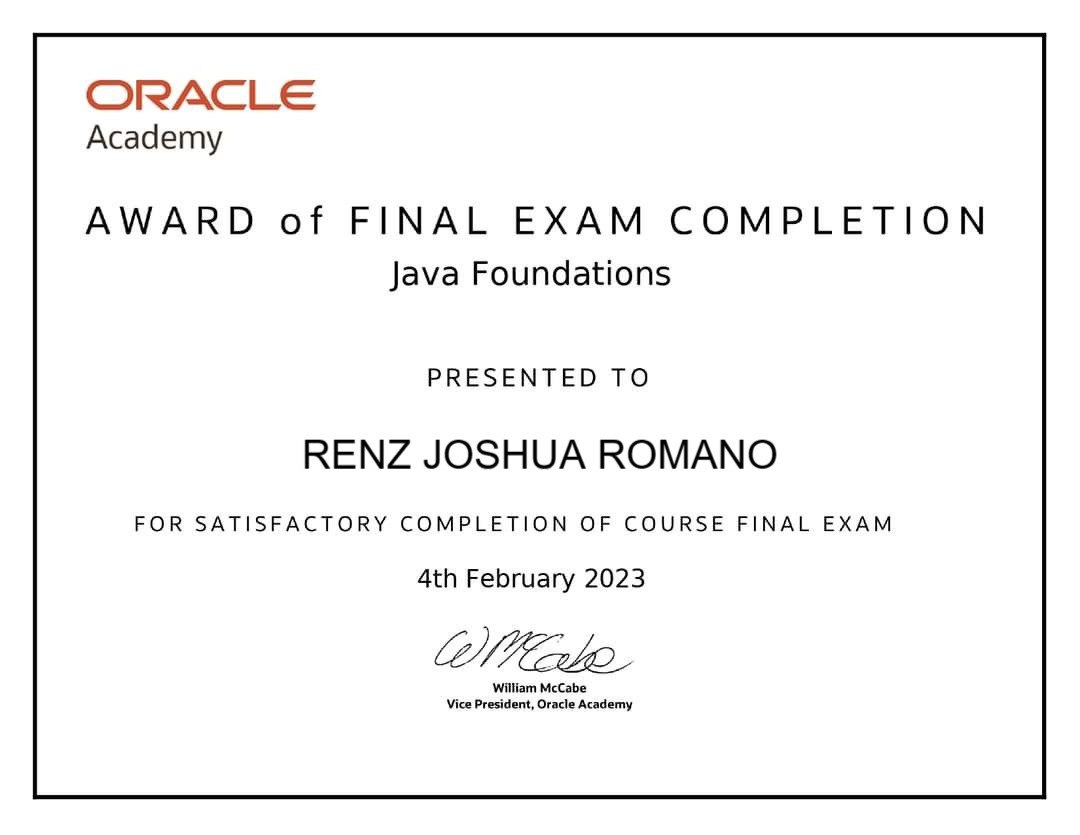 ORACLE
Academy
AWARD of FINAL EXAM COMPLETION
Java Foundations
PRESENTED TO
RENZ JOSHUA ROMANO
FOR SATISFACTORY COMPLETION OF COURSE FINAL EXAM
4th February 2023
W McCabe
William McCabe
Vice President, Oracle Academy